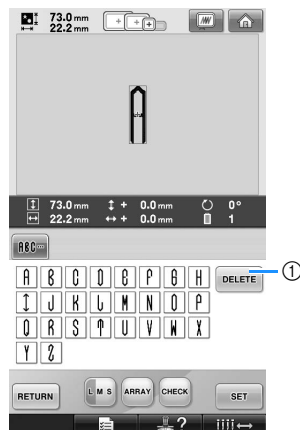 73.0 mm
22.2 mm
73.0 mm + 0.0 mm 0°
22.2 mm + 0.0 mm 1
ABC
A B C D E F G H DELETE 1
I J K L M N O P
Q R S T U V W X
Y Z
RETURN L M S ARRAY CHECK SET
?